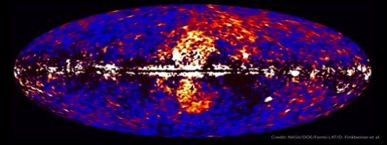 Credit: NASA/DOE/Fermi-LAT/D. Finkbeiner et al.